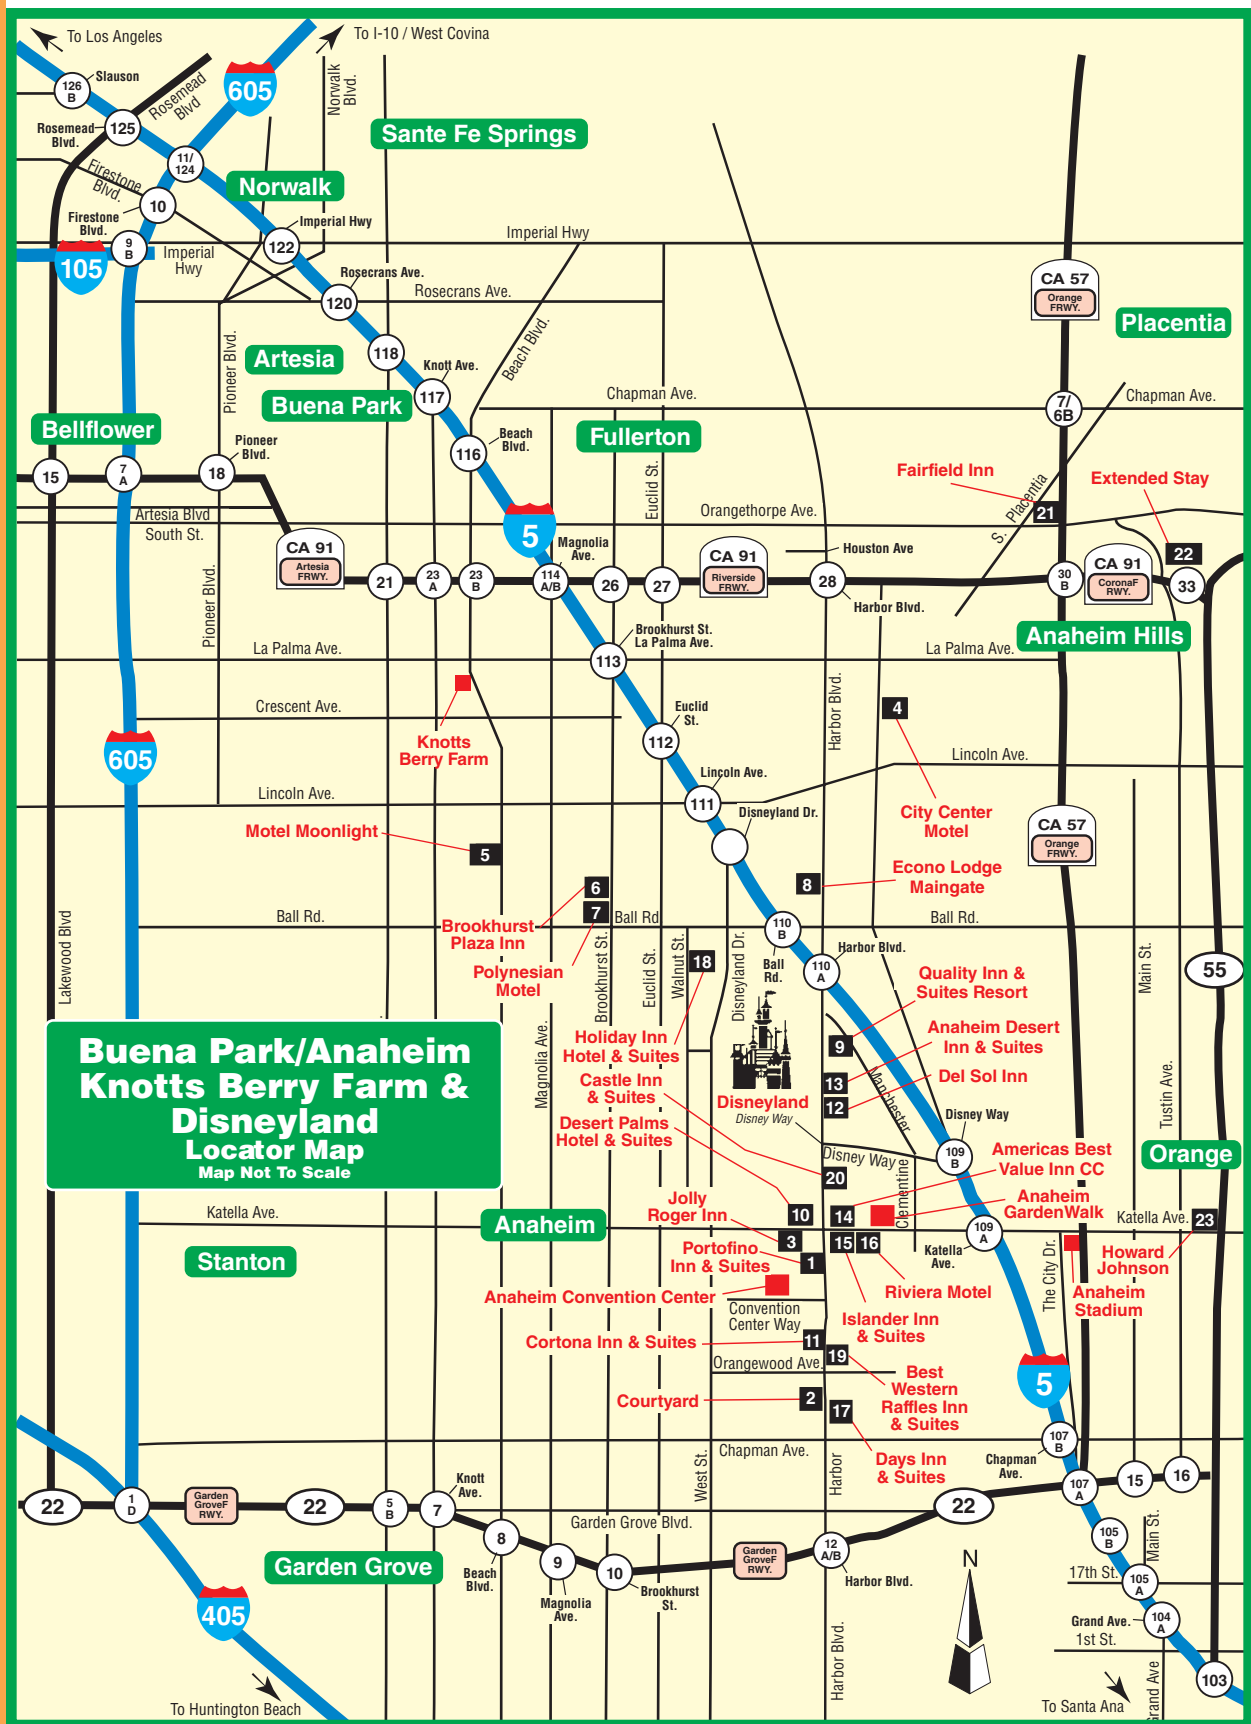 To Los Angeles
To I-10 / West Covina
126
B
Slauson
Rosemead
Blvd
605
Norwalk
Blvd.
Rosemead
Blvd.
125
Sante Fe Springs
11/
124
Firestone
Blvd.
Norwalk
10
Firestone
Blvd.
Imperial Hwy
9
B
Imperial
Hwy
122
Imperial Hwy
105
Rosecrans Ave.
120
Rosecrans Ave.
CA 57
Orange
FRWY.
Placentia
Pioneer Blvd.
Artesia
118
Beach Blvd.
Knott Ave.
117
Buena Park
Chapman Ave.
7/
6B
Chapman Ave.
Bellflower
Pioneer
Blvd.
116
Beach
Blvd.
Fullerton
15
7
A
18
Euclid St.
Fairfield Inn
Extended Stay
S. Placentia
21
Artesia Blvd
South St.
5
Orangethorpe Ave.
CA 91
Artesia
FRWY.
Magnolia
Ave.
CA 91
Riverside
FRWY.
Houston Ave
22
CA 91
CoronaF
RWY.
21
23
A
23
B
114
A/B
26
27
28
Harbor Blvd.
30
B
33
Pioneer Blvd.
Brookhurst St.
La Palma Ave.
Anaheim Hills
La Palma Ave.
113
La Palma Ave.
Crescent Ave.
Knotts
Berry Farm
Euclid
St.
112
Harbor Blvd.
4
605
Lincoln Ave.
Lincoln Ave.
Lincoln Ave.
111
Disneyland Dr.
City Center
Motel
CA 57
Orange
FRWY.
Motel Moonlight
5
6
7
8
Econo Lodge
Maingate
Lakewood Blvd
Ball Rd.
Brookhurst
Plaza Inn
Ball Rd
110
B
Ball Rd.
Polynesian
Motel
Brookhurst St.
Euclid St.
Walnut St.
18
Disneyland Dr.
Ball
Rd.
110
A
Harbor Blvd.
Main St.
55
Quality Inn &
Suites Resort
Buena Park/Anaheim
Knotts Berry Farm &
Disneyland
Locator Map
Map Not To Scale
Magnolia Ave.
Holiday Inn
Hotel & Suites
Castle Inn
& Suites
Desert Palms
Hotel & Suites
Disneyland
Disney Way
9
13
12
Manchester
Anaheim Desert
Inn & Suites
Del Sol Inn
Disney Way
Tustin Ave.
Disney Way
109
B
Americas Best
Value Inn CC
Orange
20
Clementine
Jolly
Roger Inn
10
14
Anaheim
GardenWalk
Katella Ave.
Anaheim
109
A
Katella
Ave.
Katella Ave.
23
Stanton
3
15
16
Portofino
Inn & Suites
1
Riviera Motel
The City Dr.
Howard
Johnson
Anaheim
Stadium
Anaheim Convention Center
Convention
Center Way
Islander Inn
& Suites
Cortona Inn & Suites
11
19
Orangewood Ave.
Best
Western
Raffles Inn
& Suites
5
Courtyard
2
17
107
B
Chapman Ave.
Chapman
Ave.
West St.
Harbor
Days Inn
& Suites
22
1
D
Garden
GroveF
RWY.
22
5
B
7
Knott
Ave.
107
A
15
16
22
8
Beach
Blvd.
Garden Grove Blvd.
9
Magnolia
Ave.
10
Brookhurst
St.
Garden
GroveF
RWY.
12
A/B
Harbor Blvd.
105
B
Main St.
Garden Grove
N
17th St.
105
A
405
Grand Ave.
104
A
1st St.
Harbor Blvd.
103
Grand Ave
To Huntington Beach
To Santa Ana